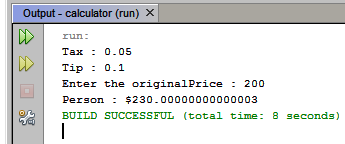 Output - calculator (run)
run:
Tax : 0.05
Tip : 0.1
Enter the originalPrice : 200
Person : $230.00000000000003
BUILD SUCCESSFUL (total time: 8 seconds)